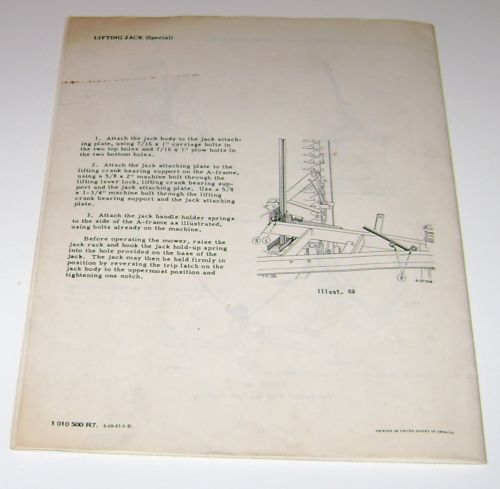 LIFTING JACK (Special)
1. Attach the jack body to the jack attach-
ing plate, using 7/16 x 1" carriage bolts in
the two top holes and 7/16 x 1" plow bolts in
the two bottom holes.
2. Attach the jack attaching plate to the
lifting crank bearing support on the A-frame,
using a 5/8 x 2" machine bolt through the
lifting lever lock, lifting crank bearing sup-
port and the jack attaching plate. Use a 5/8
x 1-3/4" machine bolt through the lifting
crank bearing support and the jack attaching
plate.
3. Attach the jack handle holder springs
to the side of the A-frame as illustrated,
using bolts already on the machine.
Before operating the mower, raise the
jack rack and hook the jack hold-up spring
into the hole provided on the base of the
jack. The jack may then be held firmly in
position by reversing the trip latch on the
jack body to the uppermost position and
tightening one notch.
Illust. 69
1 010 500 R7.
PRINTED IN UNITED STATES OF AMERICA